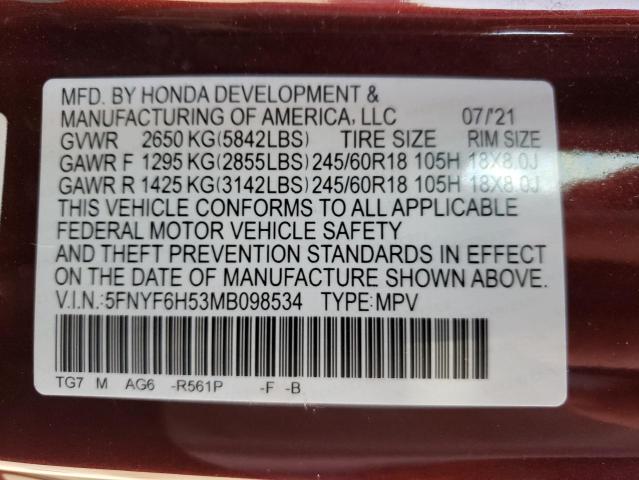 MFD. BY HONDA DEVELOPMENT &
MANUFACTURING OF AMERICA, LLC 07/'21
GVWR 2650 KG(5842LBS) TIRE SIZE RIM SIZE
GAWR F 1295 KG(2855LBS) 245/60R18 105H 18X8.0J
GAWR R 1425 KG(3142LBS) 245/60R18 105H 18X8.0J
THIS VEHICLE CONFORMS TO ALL APPLICABLE
FEDERAL MOTOR VEHICLE SAFETY
AND THEFT PREVENTION STANDARDS IN EFFECT
ON THE DATE OF MANUFACTURE SHOWN ABOVE.
V.I.N.:5FNYF6H53MB098534 TYPE:MPV
TG7 M AG6 -R561P -F -B